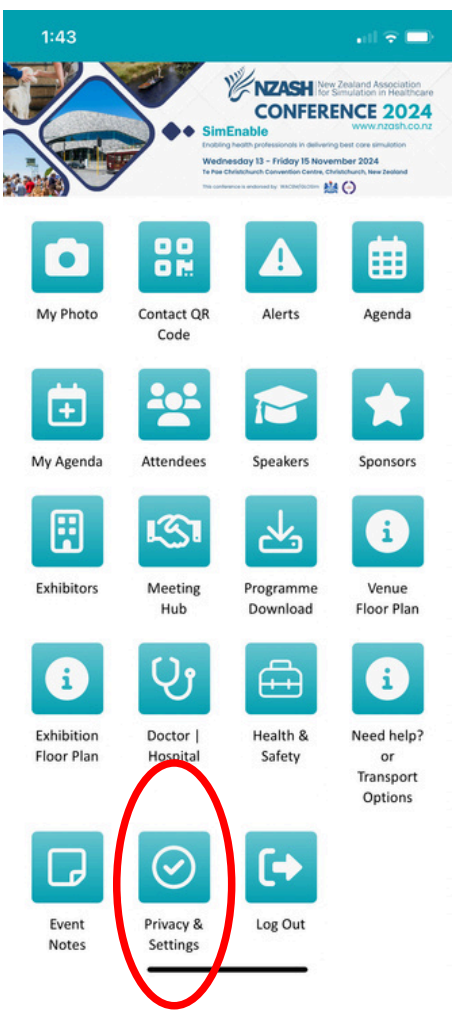 1:43
NZASH New Zealand Association
for Simulation in Healthcare
CONFERENCE 2024
www.nzash.co.nz
SimEnable
Enabling health professionals in delivering best care simulation
Wednesday 13 - Friday 15 November 2024
Te Pae Christchurch Convention Centre, Christchurch, New Zealand
This conference is endorsed by
My Photo
Contact QR
Code
Alerts
Agenda
My Agenda
Attendees
Speakers
Sponsors
Exhibitors
Meeting
Hub
Programme
Download
Venue
Floor Plan
Exhibition
Floor Plan
Doctor |
Hospital
Health &
Safety
Need help?
or
Transport
Options
Event
Notes
Privacy &
Settings
Log Out